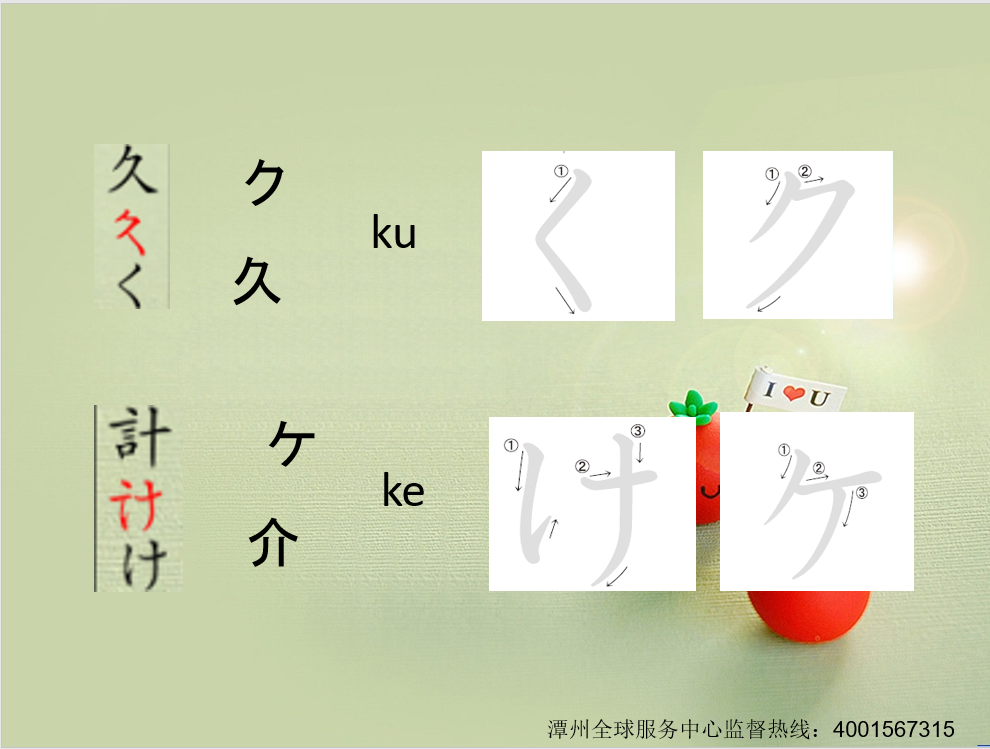 久
久
く
ク
久
ku
①
く
① ②
ク
計
计
け
ケ
介
ke
I ❤ U
① ② ③
け
① ② ③
ケ
潭州全球服务中心监督热线：4001567315